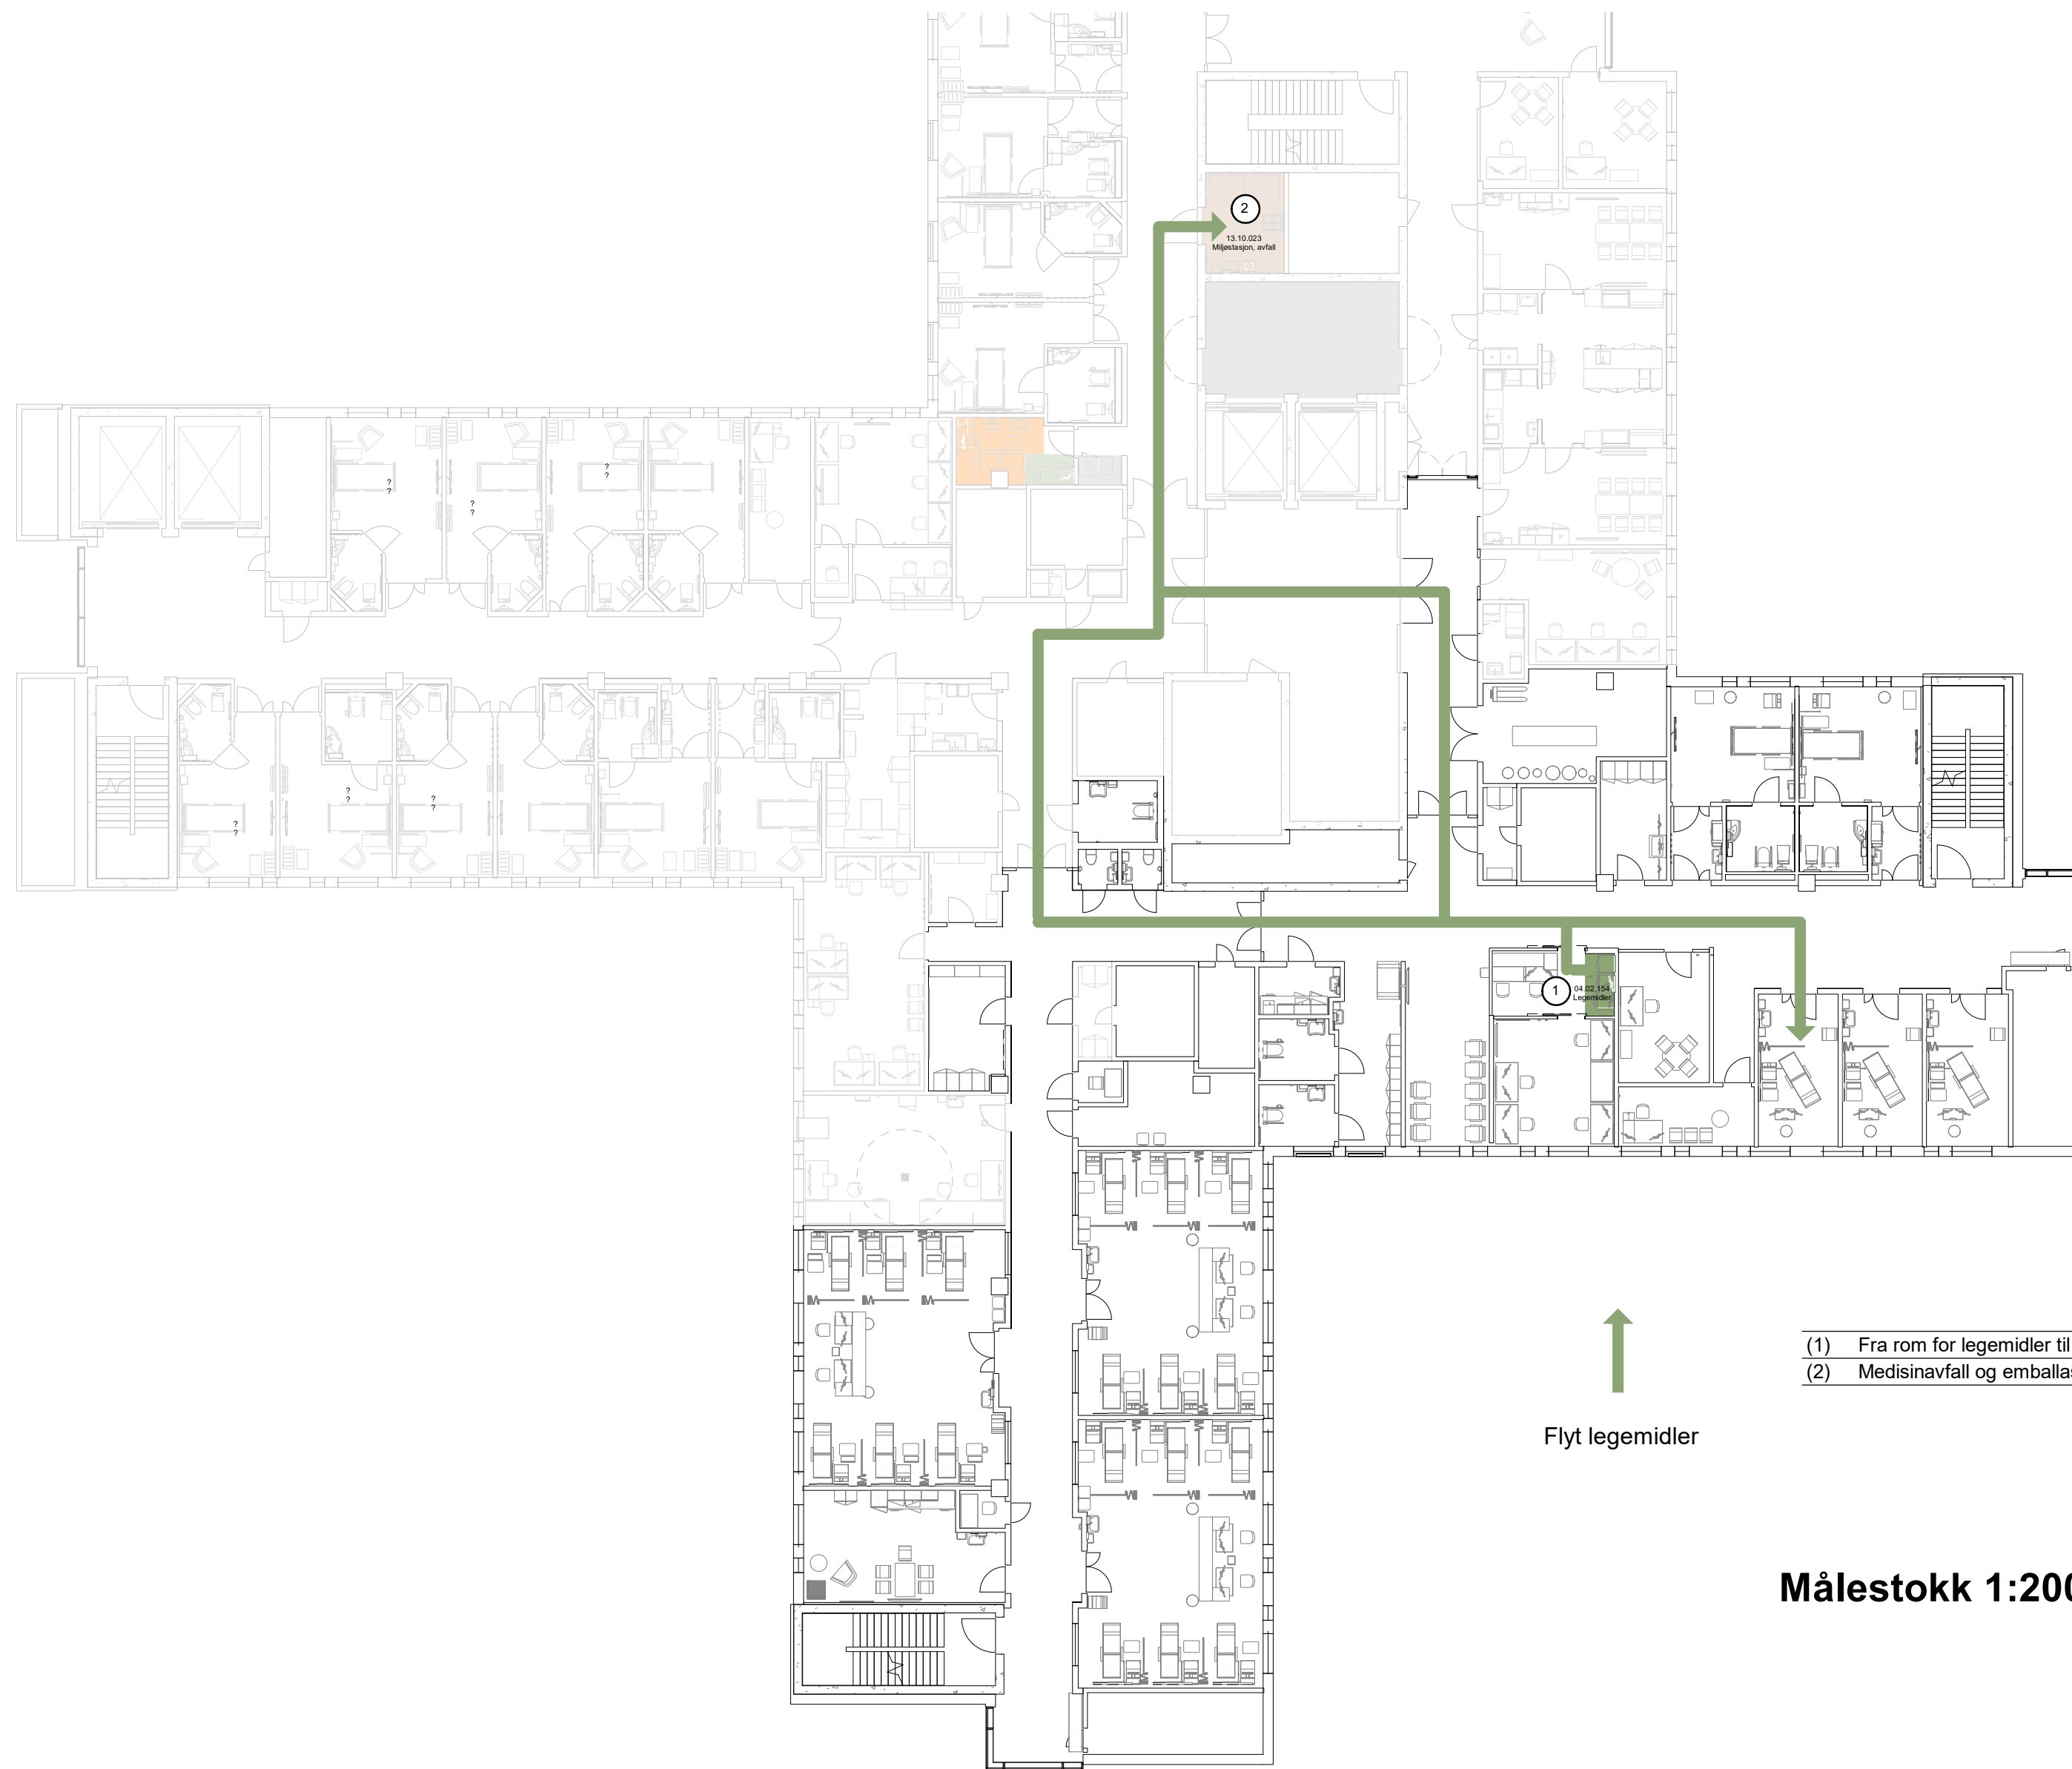 2
13.10.023
Miljøstasjon, avfall
?
?
?
?
?
?
?
?
?
?
?
?
1
04.02.154
Legemidler
(1) Fra rom for legemidler til
(2) Medisinavfall og emballas
Flyt legemidler
Målestokk 1:200